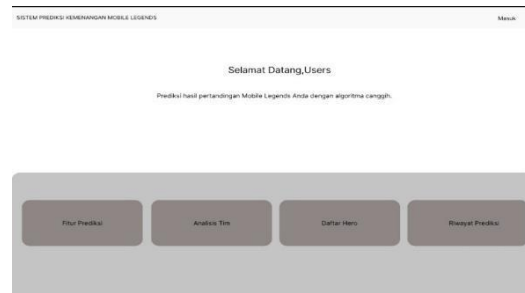 SISTEM PREDIKSI KEMENANGAN MOBILE LEGENDS
Masuk
Selamat Datang,Users
Prediksi hasil pertandingan Mobile Legends Anda dengan algoritma canggih.
Fitur Prediksi
Analisis Tim
Daftar Hero
Riwayat Prediksi